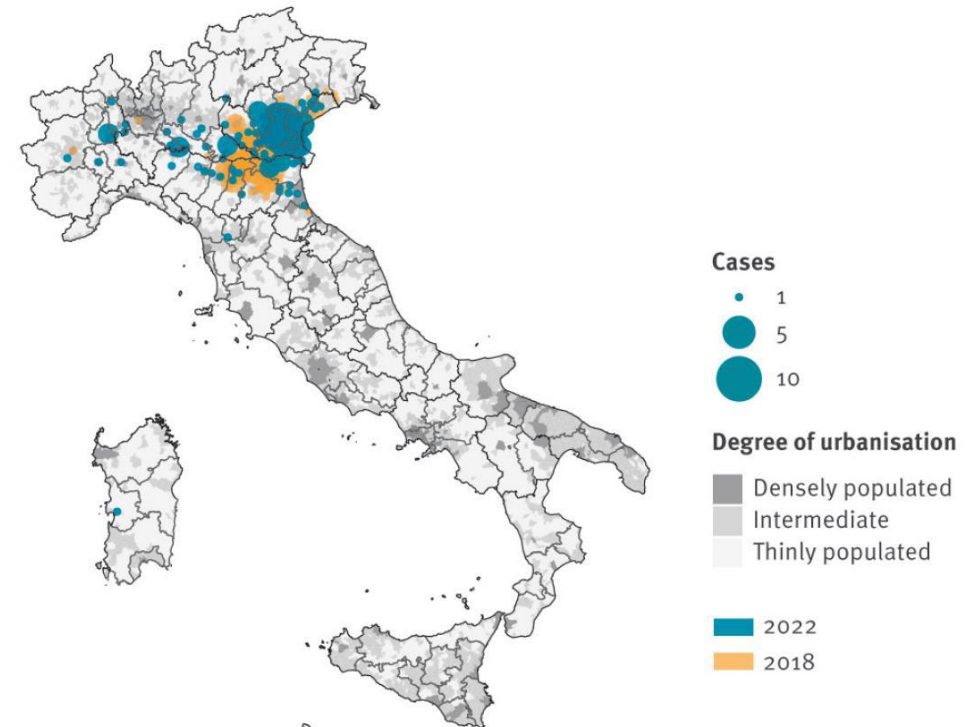 Cases
1
5
10
Degree of urbanisation
Densely populated
Intermediate
Thinly populated
2022
2018